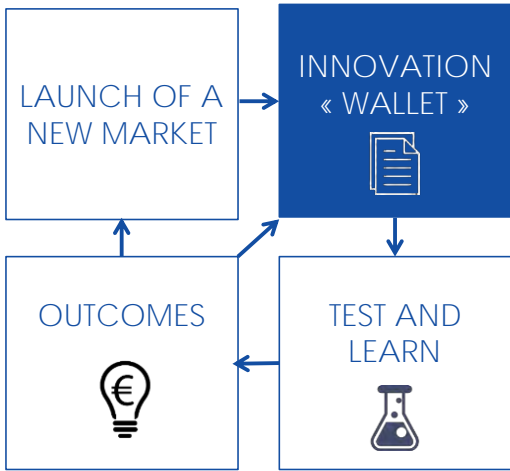 LAUNCH OF A
NEW MARKET
INNOVATION
« WALLET »
OUTCOMES
€
TEST AND
LEARN